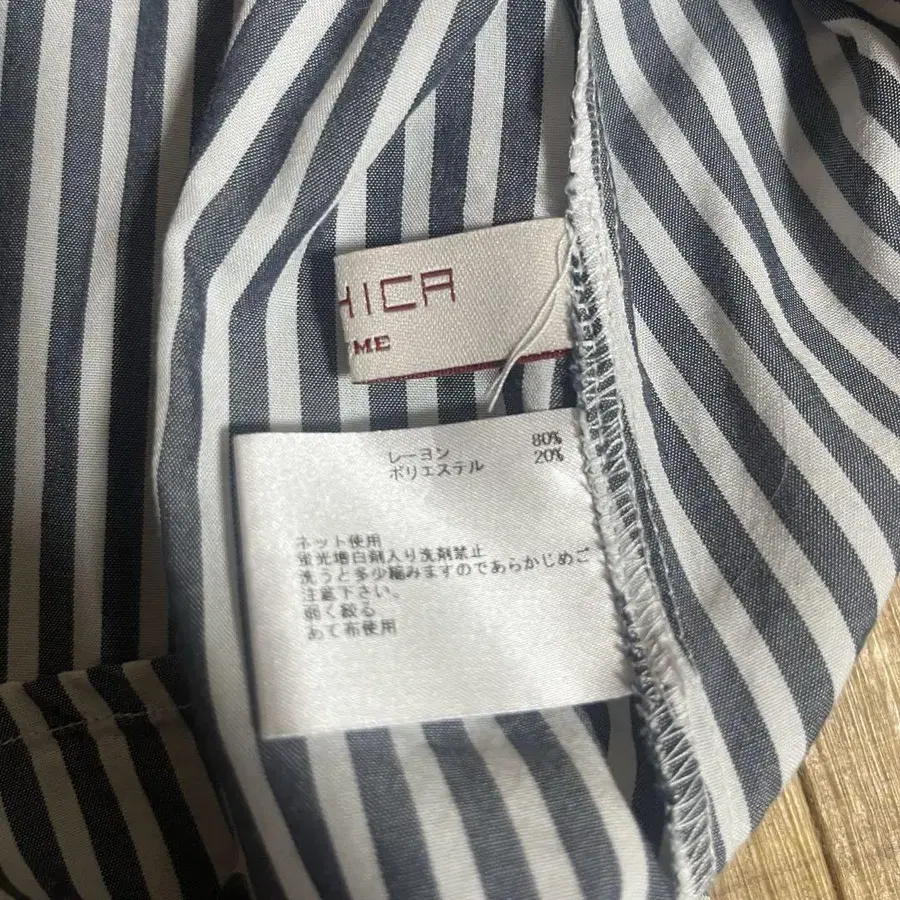 HICA
ME
レーヨン 80%
ポリエステル 20%
ネット使用
蛍光増白剤入り洗剤禁止
洗うと多少縮みますのであらかじめご
注意下さい。
弱く絞る
あて布使用